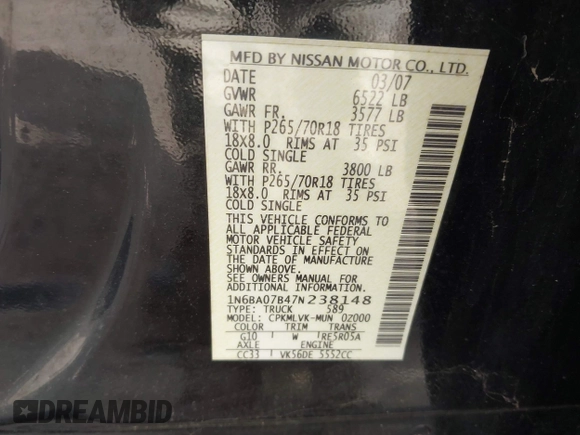 MFD BY NISSAN MOTOR CO., LTD.
DATE 03/07
GVWR 6522 LB
GAWR FR. 3577 LB
WITH P265/70R18 TIRES
18X8.0 RIMS AT 35 PSI
COLD SINGLE
GAWR RR. 3800 LB
WITH P265/70R18 TIRES
18X8.0 RIMS AT 35 PSI
COLD SINGLE
THIS VEHICLE CONFORMS TO
ALL APPLICABLE FEDERAL
MOTOR VEHICLE SAFETY
STANDARDS IN EFFECT ON
THE DATE OF MANUFACTURE
SHOWN ABOVE.
SEE OWNERS MANUAL FOR
ADDITIONAL INFORMATION.
1N6BA07B47N238148
TYPE: TRUCK 589
MODEL: CPKMLVK-MUN 0Z000
COLOR TRIM TRANS
G10 W RE5R05A
AXLE ENGINE
CC33 VK56DE 5552CC
DREAMBID